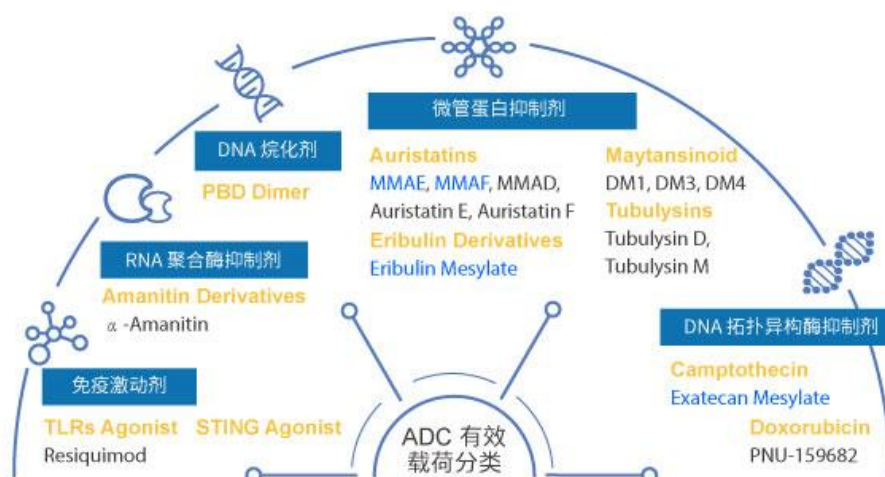 微管蛋白抑制剂
Auristatins
MMAE, MMAF, MMAD,
Auristatin E, Auristatin F
Eribulin Derivatives
Eribulin Mesylate
Maytansinoid
DM1, DM3, DM4
Tubulysins
Tubulysin D,
Tubulysin M
DNA 烷化剂
PBD Dimer
RNA 聚合酶抑制剂
Amanitin Derivatives
α -Amanitin
免疫激动剂
TLRs Agonist
Resiquimod
STING Agonist
DNA 拓扑异构酶抑制剂
Camptothecin
Exatecan Mesylate
Doxorubicin
PNU-159682
ADC 有效
载荷分类